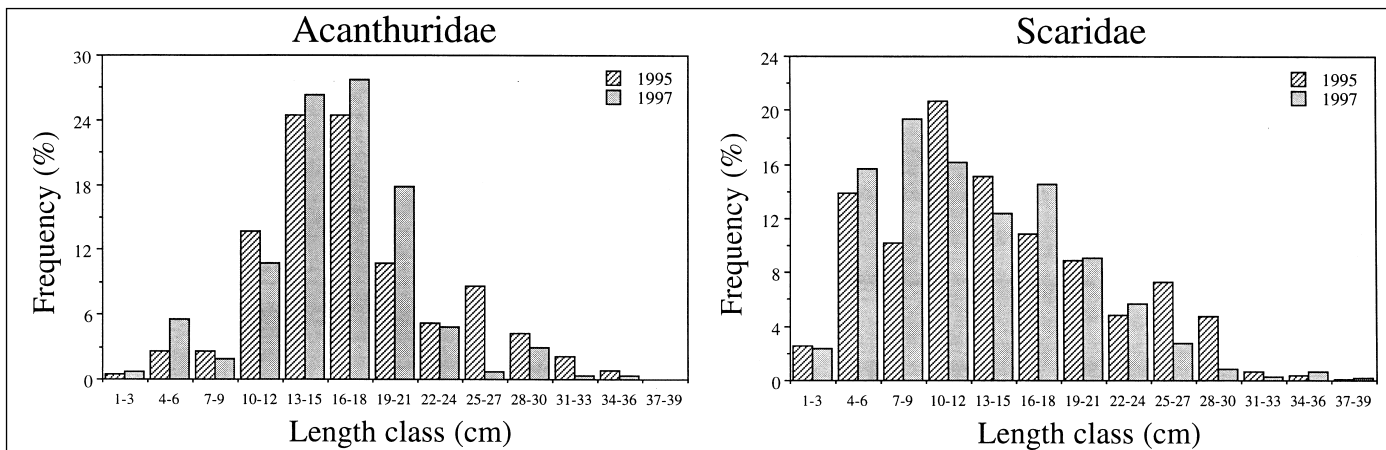 Acanthuridae
30
24
18
12
6
0
Frequency (%)
1995
1997
1-3 4-6 7-9 10-12 13-15 16-18 19-21 22-24 25-27 28-30 31-33 34-36 37-39
Length class (cm)
Scaridae
24
20
16
12
8
4
0
Frequency (%)
1995
1997
1-3 4-6 7-9 10-12 13-15 16-18 19-21 22-24 25-27 28-30 31-33 34-36 37-39
Length class (cm)